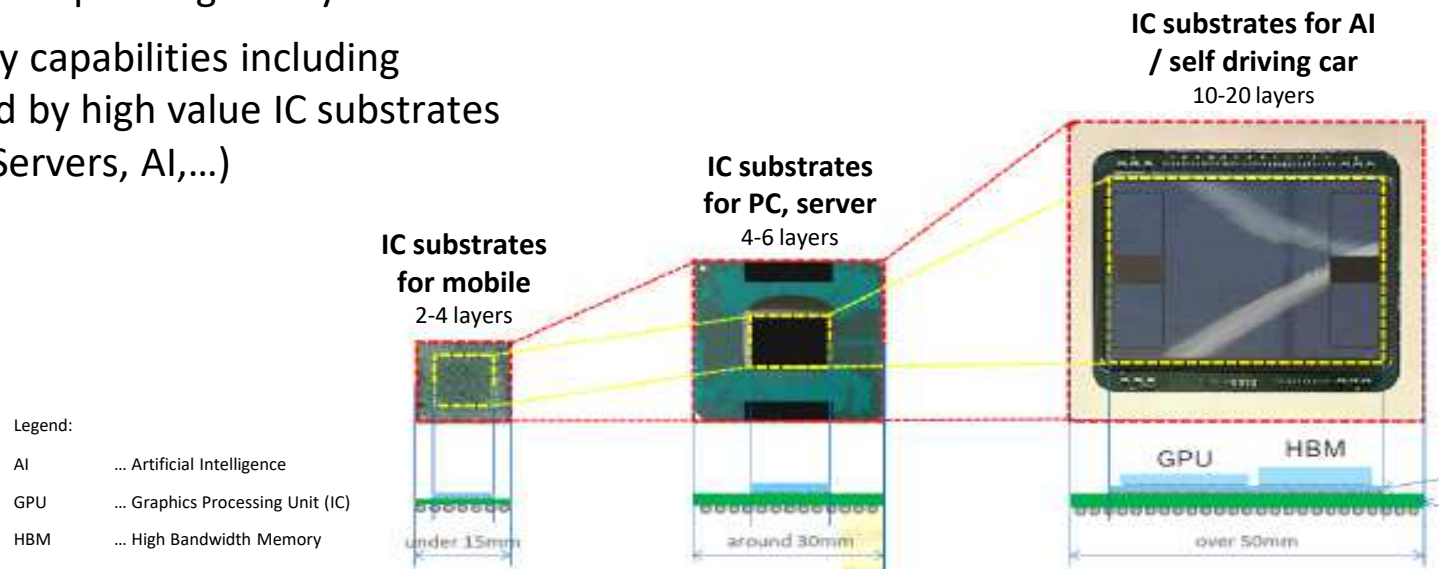 y capabilities including
d by high value IC substrates
Servers, AI,…)
IC substrates
for mobile
2-4 layers
IC substrates
for PC, server
4-6 layers
IC substrates for AI
/ self driving car
10-20 layers
GPU
HBM
under 15mm
around 30mm
over 50mm
Legend:
AI … Artificial Intelligence
GPU … Graphics Processing Unit (IC)
HBM … High Bandwidth Memory